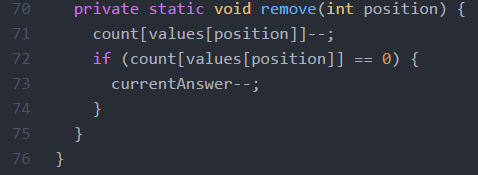 70 private static void remove(int position) {
71 count[values[position]]--;
72 if (count[values[position]] == 0) {
73 currentAnswer--;
74 }
75 }
76 }